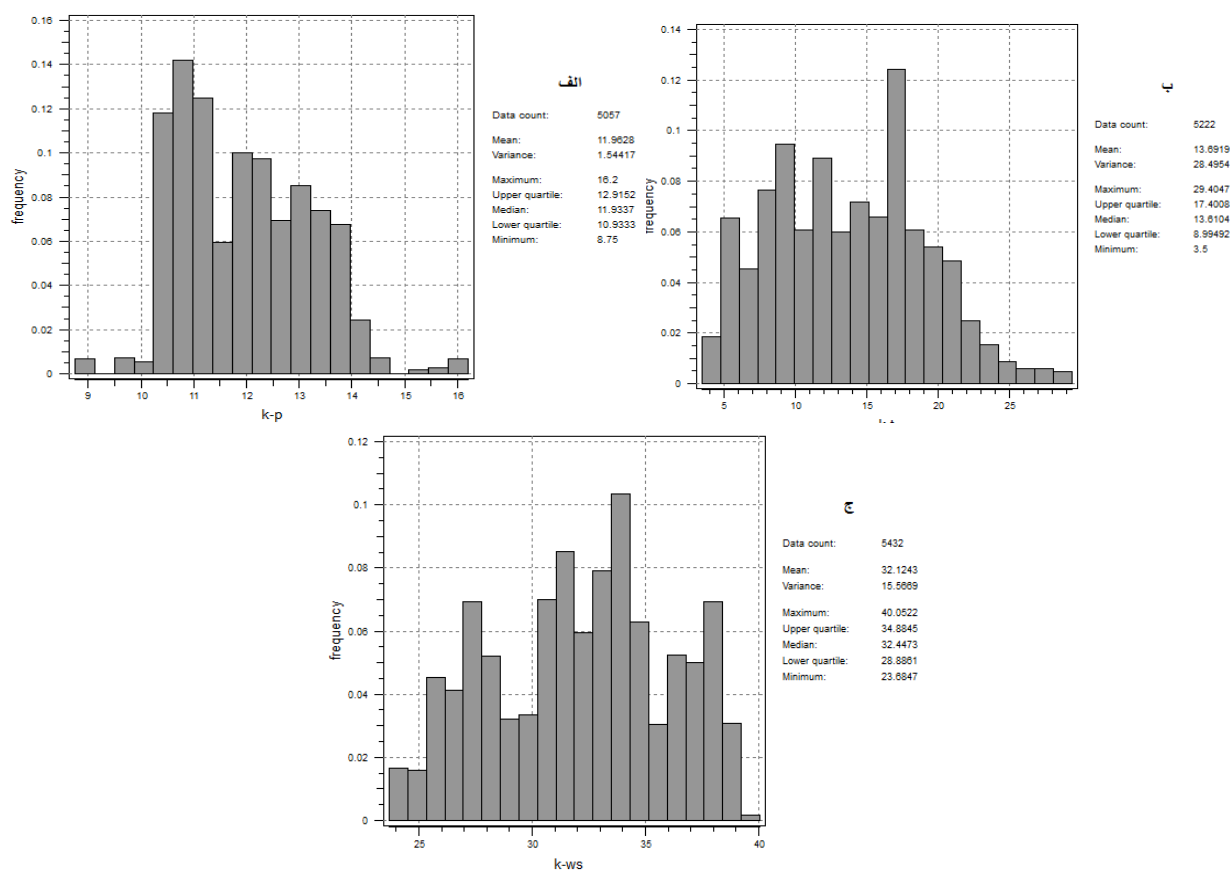 الف
Data count: 5057
Mean: 11.9628
Variance: 1.54417
Maximum: 16.2
Upper quartile: 12.9152
Median: 11.9337
Lower quartile: 10.9333
Minimum: 8.75
frequency
0.16
0.14
0.12
0.1
0.08
0.06
0.04
0.02
0
9 10 11 12 13 14 15 16
k-p
ب
Data count: 5222
Mean: 13.6919
Variance: 28.4954
Maximum: 29.4047
Upper quartile: 17.4008
Median: 13.6104
Lower quartile: 8.99492
Minimum: 3.5
frequency
0.14
0.12
0.1
0.08
0.06
0.04
0.02
0
5 10 15 20 25
ج
Data count: 5432
Mean: 32.1243
Variance: 15.5669
Maximum: 40.0522
Upper quartile: 34.8845
Median: 32.4473
Lower quartile: 28.8861
Minimum: 23.6847
frequency
0.12
0.1
0.08
0.06
0.04
0.02
0
25 30 35 40
k-ws